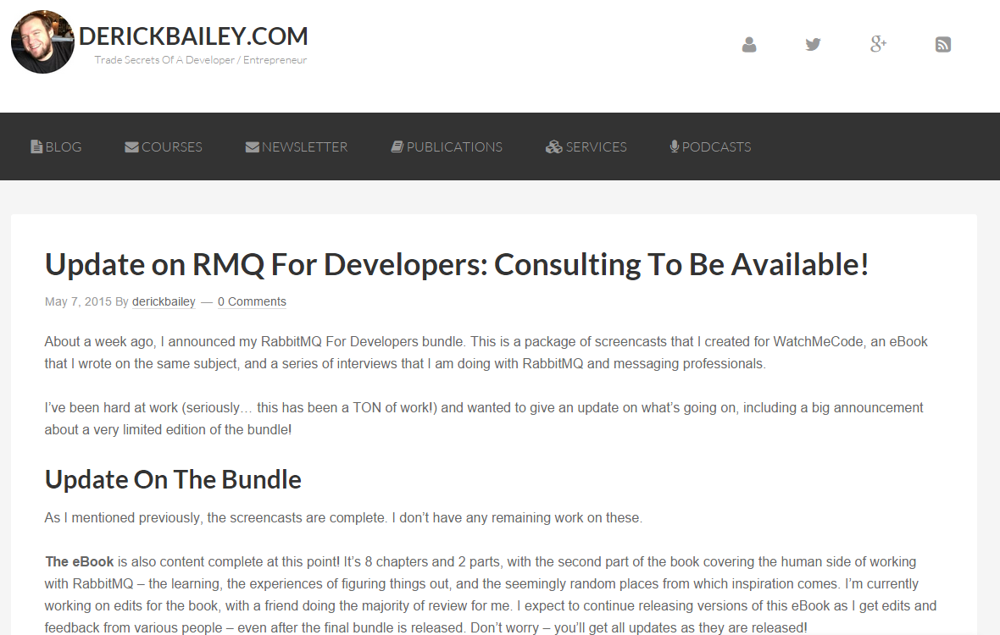 DERICKBAILEY.COM
Trade Secrets Of A Developer / Entrepreneur
BLOG
COURSES
NEWSLETTER
PUBLICATIONS
SERVICES
PODCASTS
Update on RMQ For Developers: Consulting To Be Available!
May 7, 2015 By derickbailey — 0 Comments
About a week ago, I announced my RabbitMQ For Developers bundle. This is a package of screencasts that I created for WatchMeCode, an eBook
that I wrote on the same subject, and a series of interviews that I am doing with RabbitMQ and messaging professionals.
I’ve been hard at work (seriously… this has been a TON of work!) and wanted to give an update on what’s going on, including a big announcement
about a very limited edition of the bundle!
Update On The Bundle
As I mentioned previously, the screencasts are complete. I don’t have any remaining work on these.
The eBook is also content complete at this point! It’s 8 chapters and 2 parts, with the second part of the book covering the human side of working
with RabbitMQ – the learning, the experiences of figuring things out, and the seemingly random places from which inspiration comes. I’m currently
working on edits for the book, with a friend doing the majority of review for me. I expect to continue releasing versions of this eBook as I get edits and
feedback from various people – even after the final bundle is released. Don’t worry – you’ll get all updates as they are released!